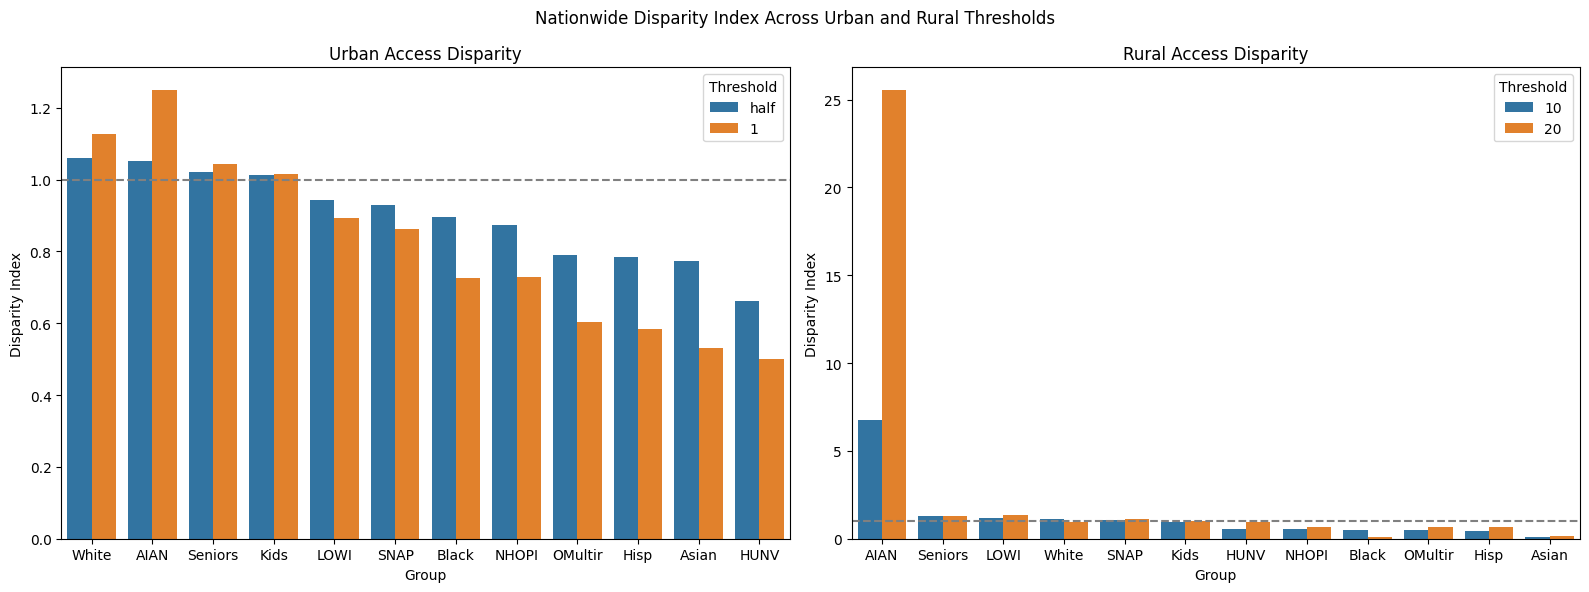 Nationwide Disparity Index Across Urban and Rural Thresholds
Urban Access Disparity
Threshold
half
1
1.2
1.0
0.8
0.6
0.4
0.2
0.0
Disparity Index
White AIAN Seniors Kids LOWI SNAP Black NHOPI OMultir Hisp Asian HUNV
Group
Rural Access Disparity
Threshold
10
20
25
20
15
10
5
0
Disparity Index
AIAN Seniors LOWI White SNAP Kids HUNV NHOPI Black OMultir Hisp Asian
Group